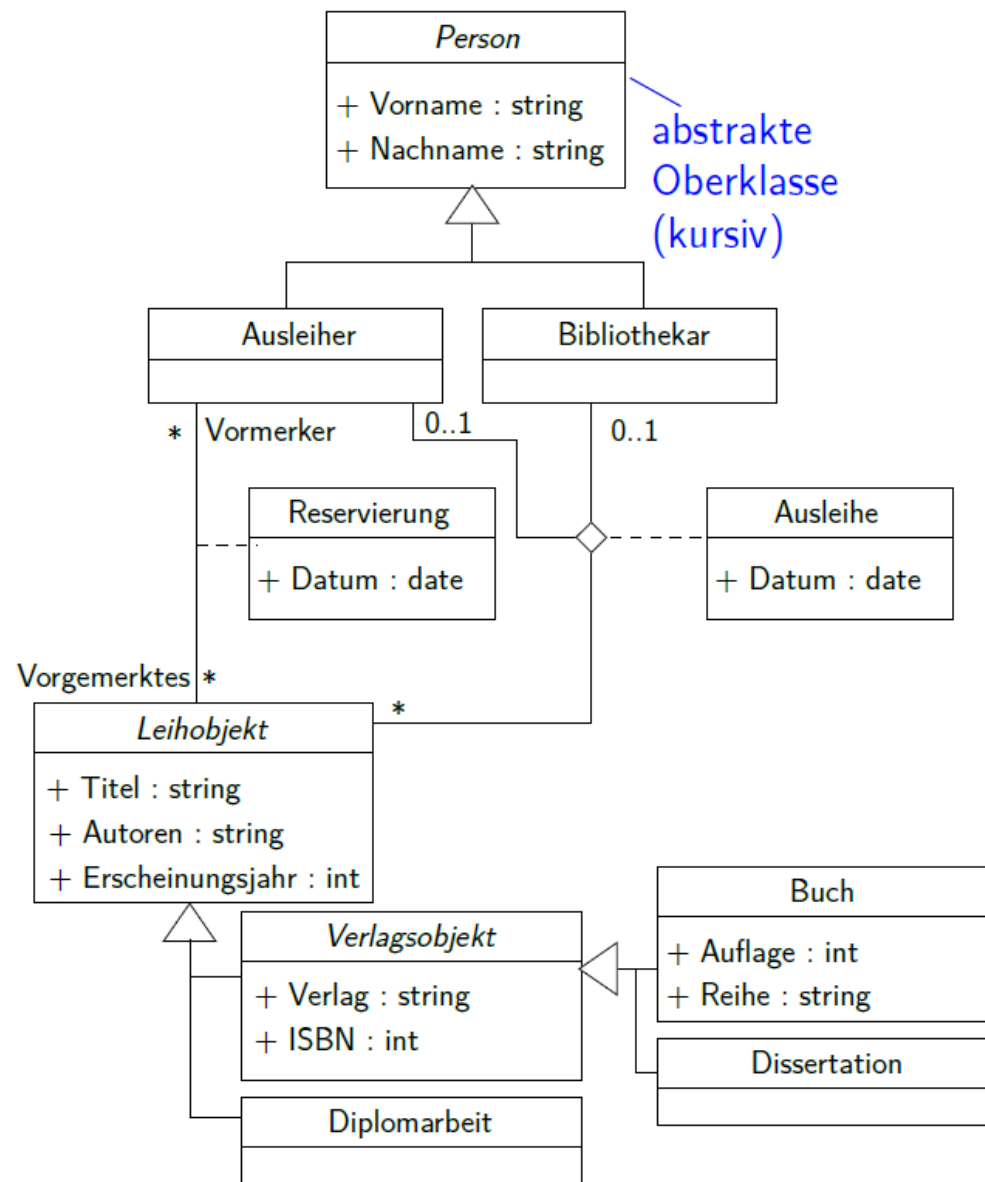 Person
+ Vorname : string
+ Nachname : string
abstrakte
Oberklasse
(kursiv)
Ausleiher
Bibliothekar
* Vormerker
0..1
0..1
Reservierung
+ Datum : date
Ausleihe
+ Datum : date
Vorgemerktes *
*
Leihobjekt
+ Titel : string
+ Autoren : string
+ Erscheinungsjahr : int
Verlagsobjekt
+ Verlag : string
+ ISBN : int
Buch
+ Auflage : int
+ Reihe : string
Dissertation
Diplomarbeit